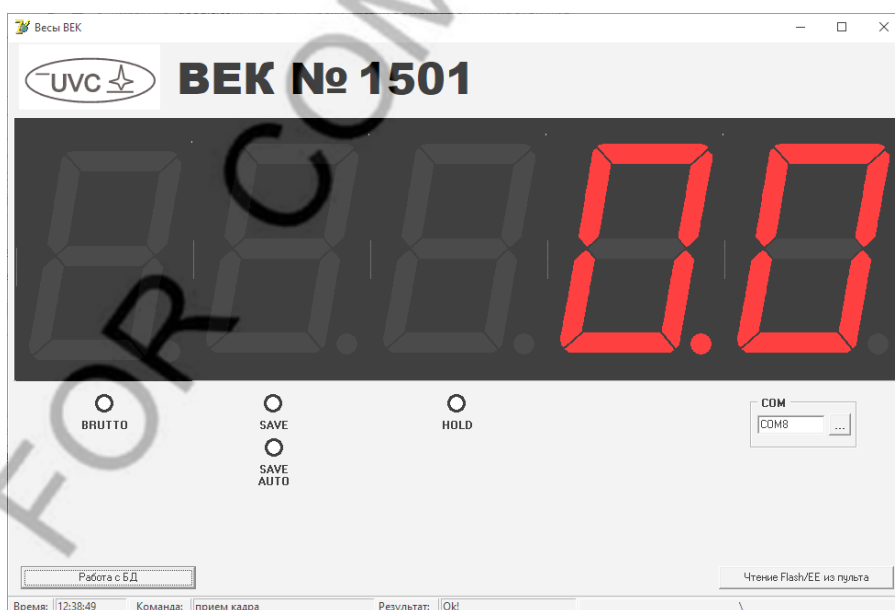 Весы ВЕК
UVC
ВЕК № 1501
0.0
BRUTTO
SAVE
HOLD
SAVE
AUTO
COM
COM8
...
Работа с БД
Чтение Flash/EE из пульта
Время: 12:38:49 Команда: прием кадра Результат: Ok! \
FOR COM